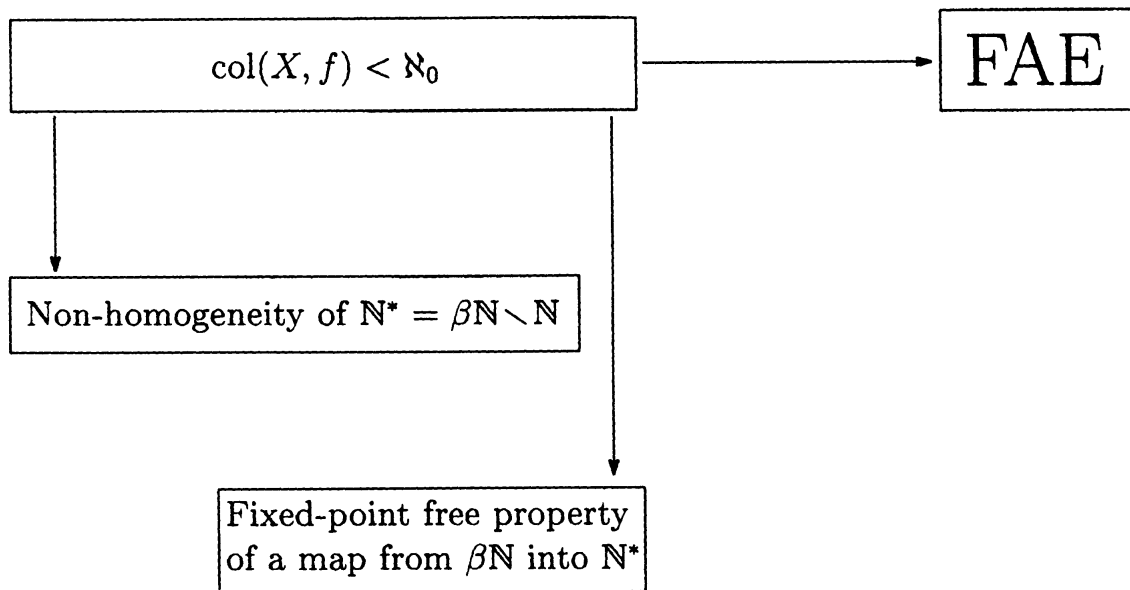 col(X, f) < ℵ₀
FAE
Non-homogeneity of ℕ* = βℕ∖ℕ
Fixed-point free property
of a map from βℕ into ℕ*